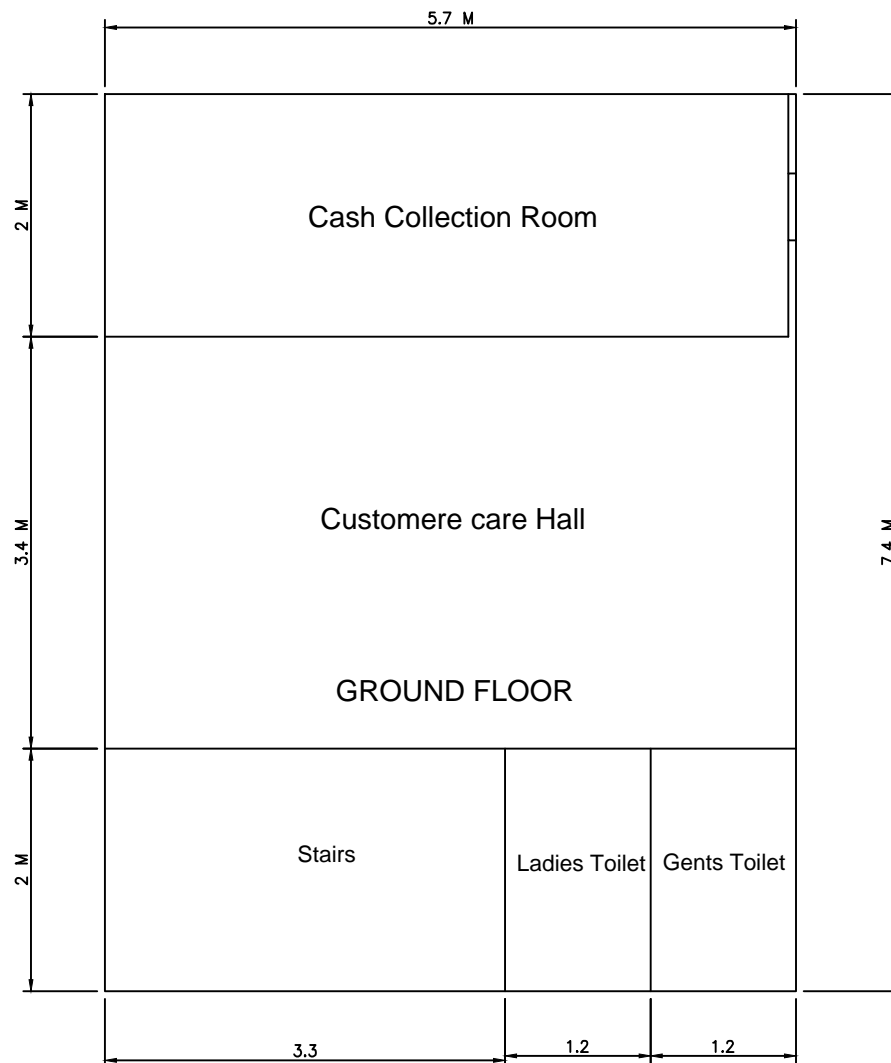 5.7 M
2 M
Cash Collection Room
3.4 M
Customere care Hall
7.4 M
GROUND FLOOR
2 M
Stairs
Ladies Toilet
Gents Toilet
3.3
1.2
1.2